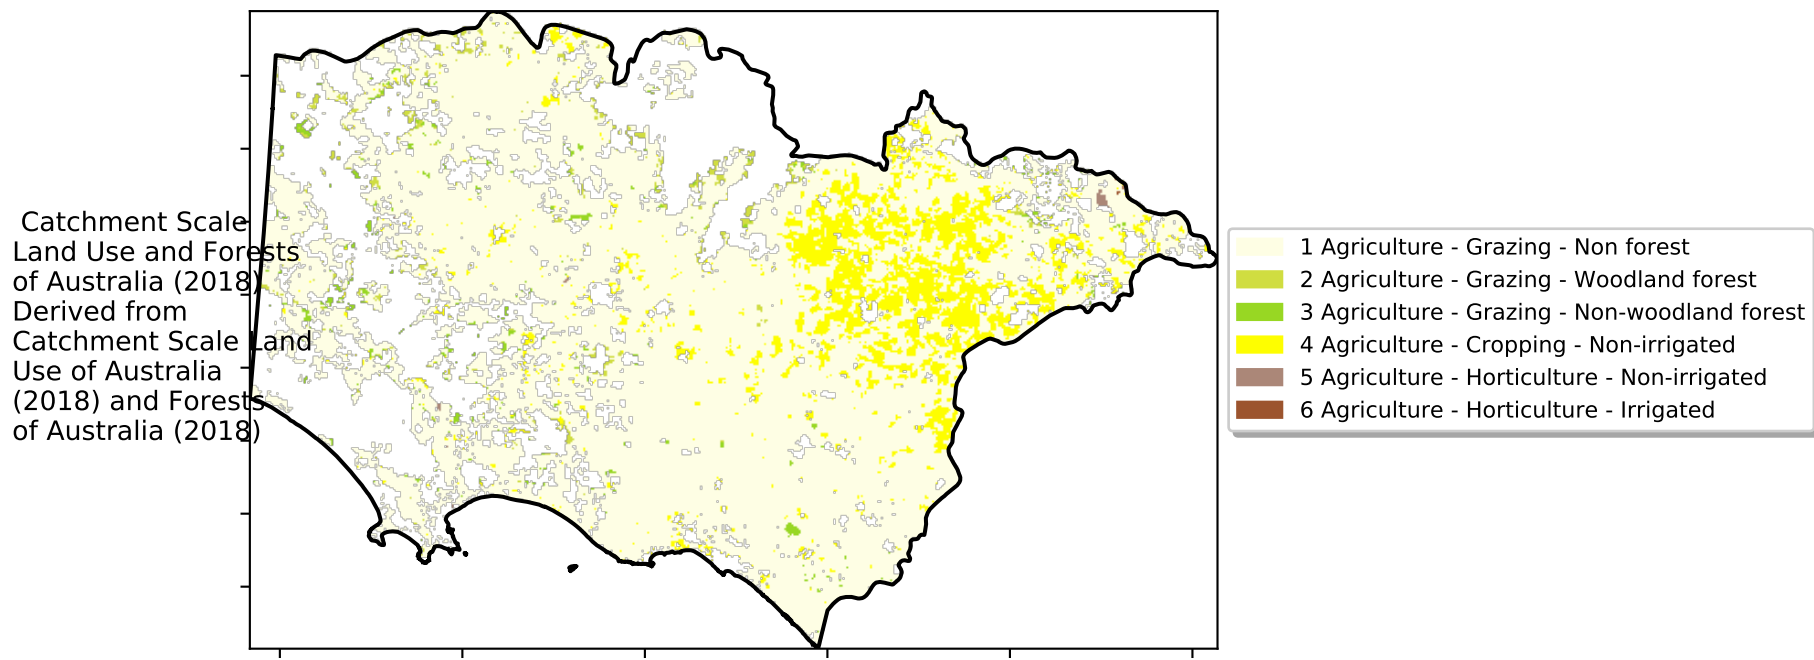 Catchment Scale
Land Use and Forests
of Australia (2018)
Derived from
Catchment Scale Land
Use of Australia
(2018) and Forests
of Australia (2018)
1 Agriculture - Grazing - Non forest
2 Agriculture - Grazing - Woodland forest
3 Agriculture - Grazing - Non-woodland forest
4 Agriculture - Cropping - Non-irrigated
5 Agriculture - Horticulture - Non-irrigated
6 Agriculture - Horticulture - Irrigated